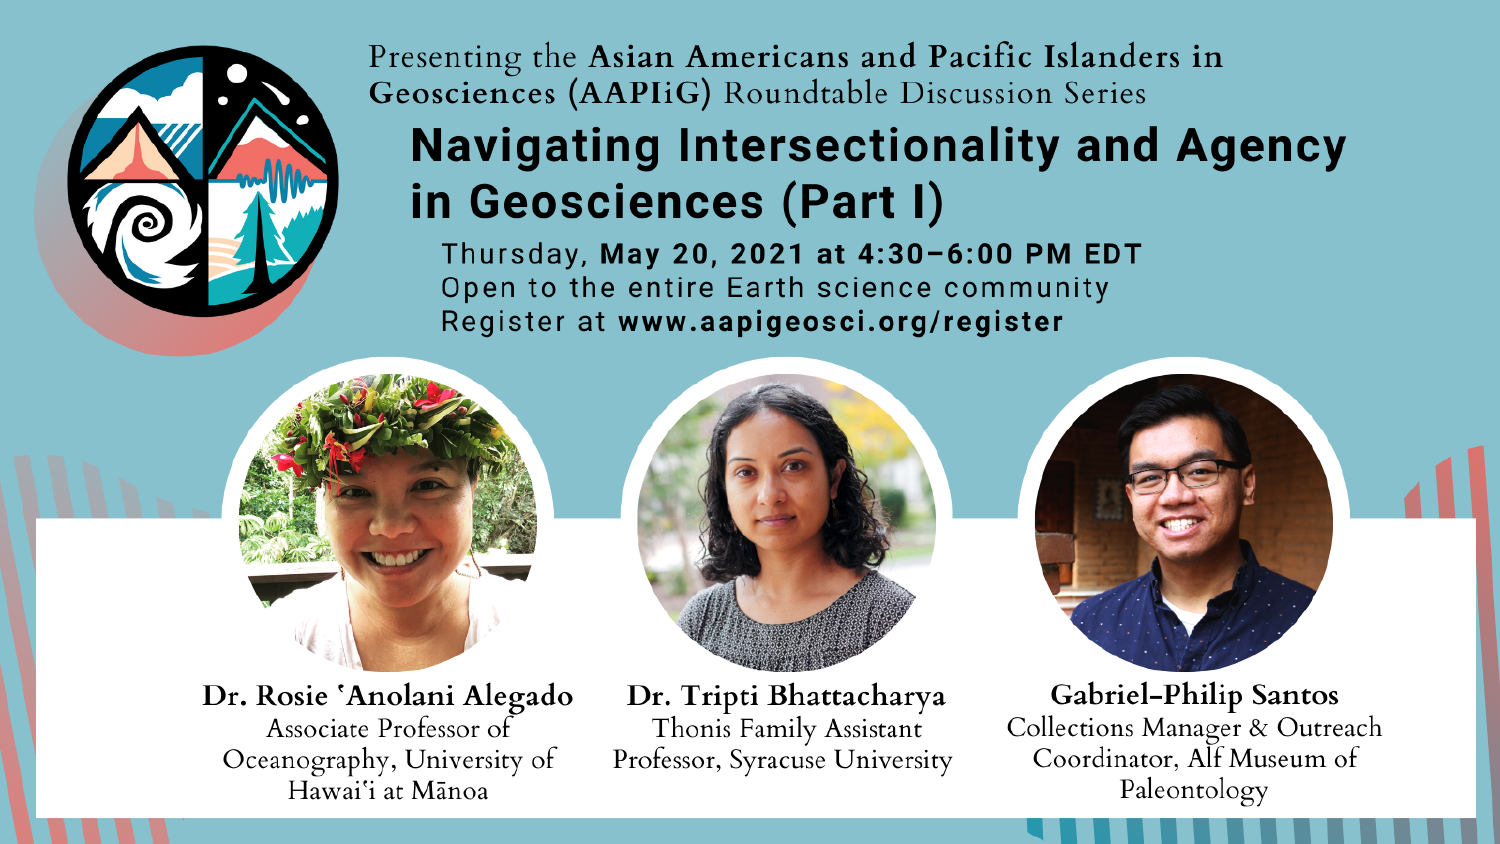 Presenting the Asian Americans and Pacific Islanders in
Geosciences (AAPIiG) Roundtable Discussion Series
Navigating Intersectionality and Agency
in Geosciences (Part I)
Thursday, May 20, 2021 at 4:30–6:00 PM EDT
Open to the entire Earth science community
Register at www.aapigeosci.org/register
Dr. Rosie ʻAnolani Alegado
Associate Professor of
Oceanography, University of
Hawaiʻi at Mānoa
Dr. Tripti Bhattacharya
Thonis Family Assistant
Professor, Syracuse University
Gabriel-Philip Santos
Collections Manager & Outreach
Coordinator, Alf Museum of
Paleontology